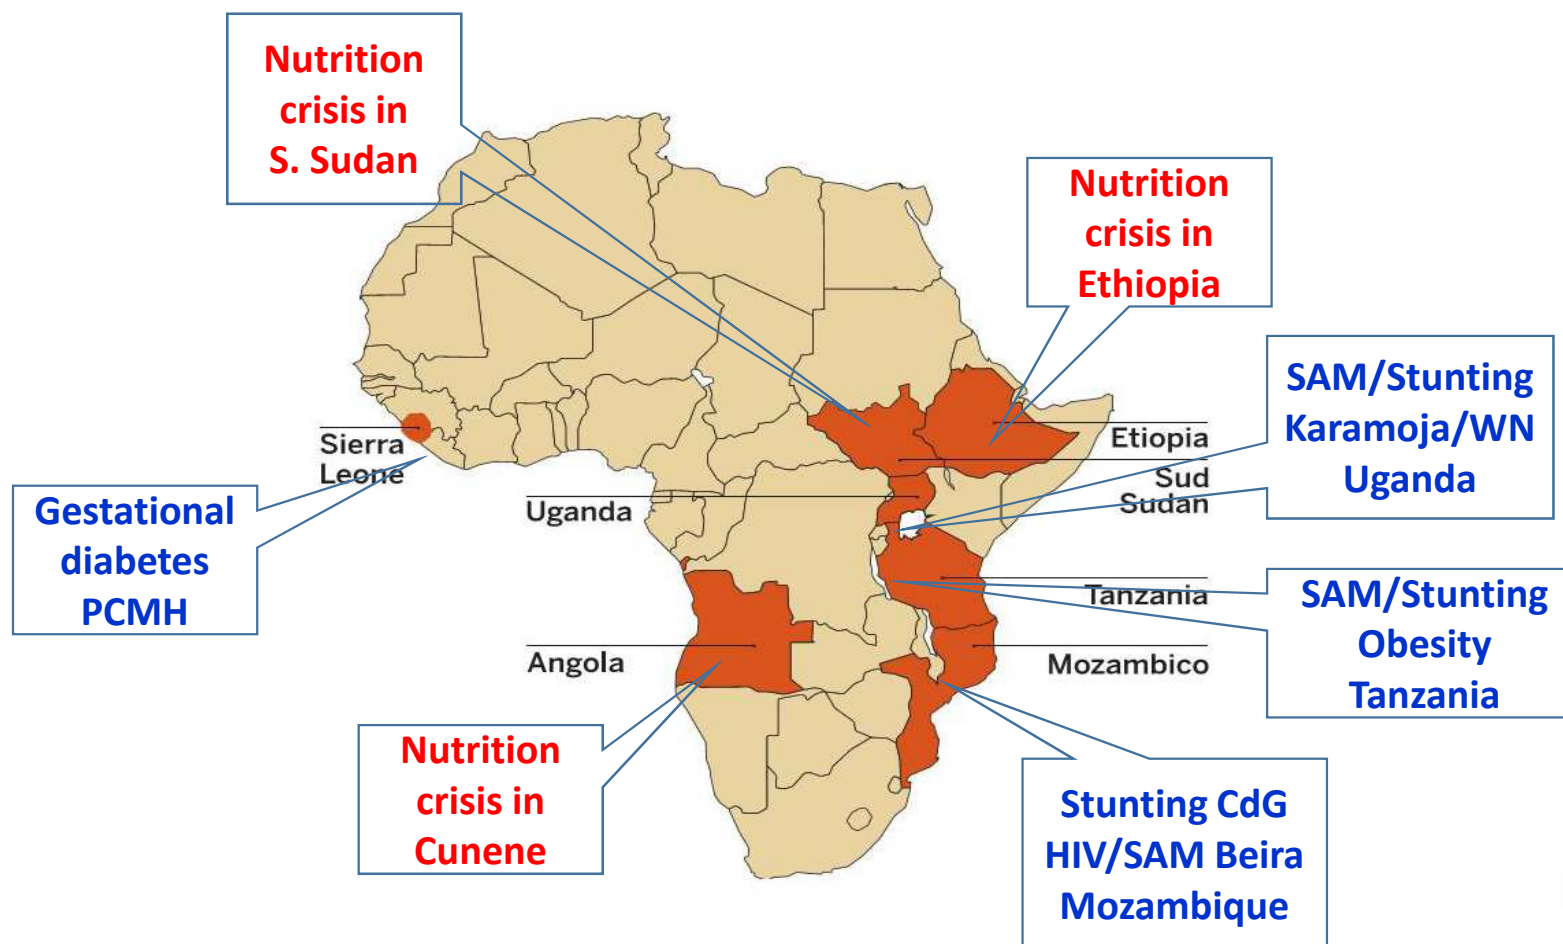 Nutrition
crisis in
S. Sudan
Nutrition
crisis in
Ethiopia
SAM/Stunting
Karamoja/WN
Uganda
Sierra
Leone
Etiopia
Sud
Sudan
Uganda
Gestational
diabetes
PCMH
Tanzania
SAM/Stunting
Obesity
Tanzania
Angola
Mozambico
Nutrition
crisis in
Cunene
Stunting CdG
HIV/SAM Beira
Mozambique